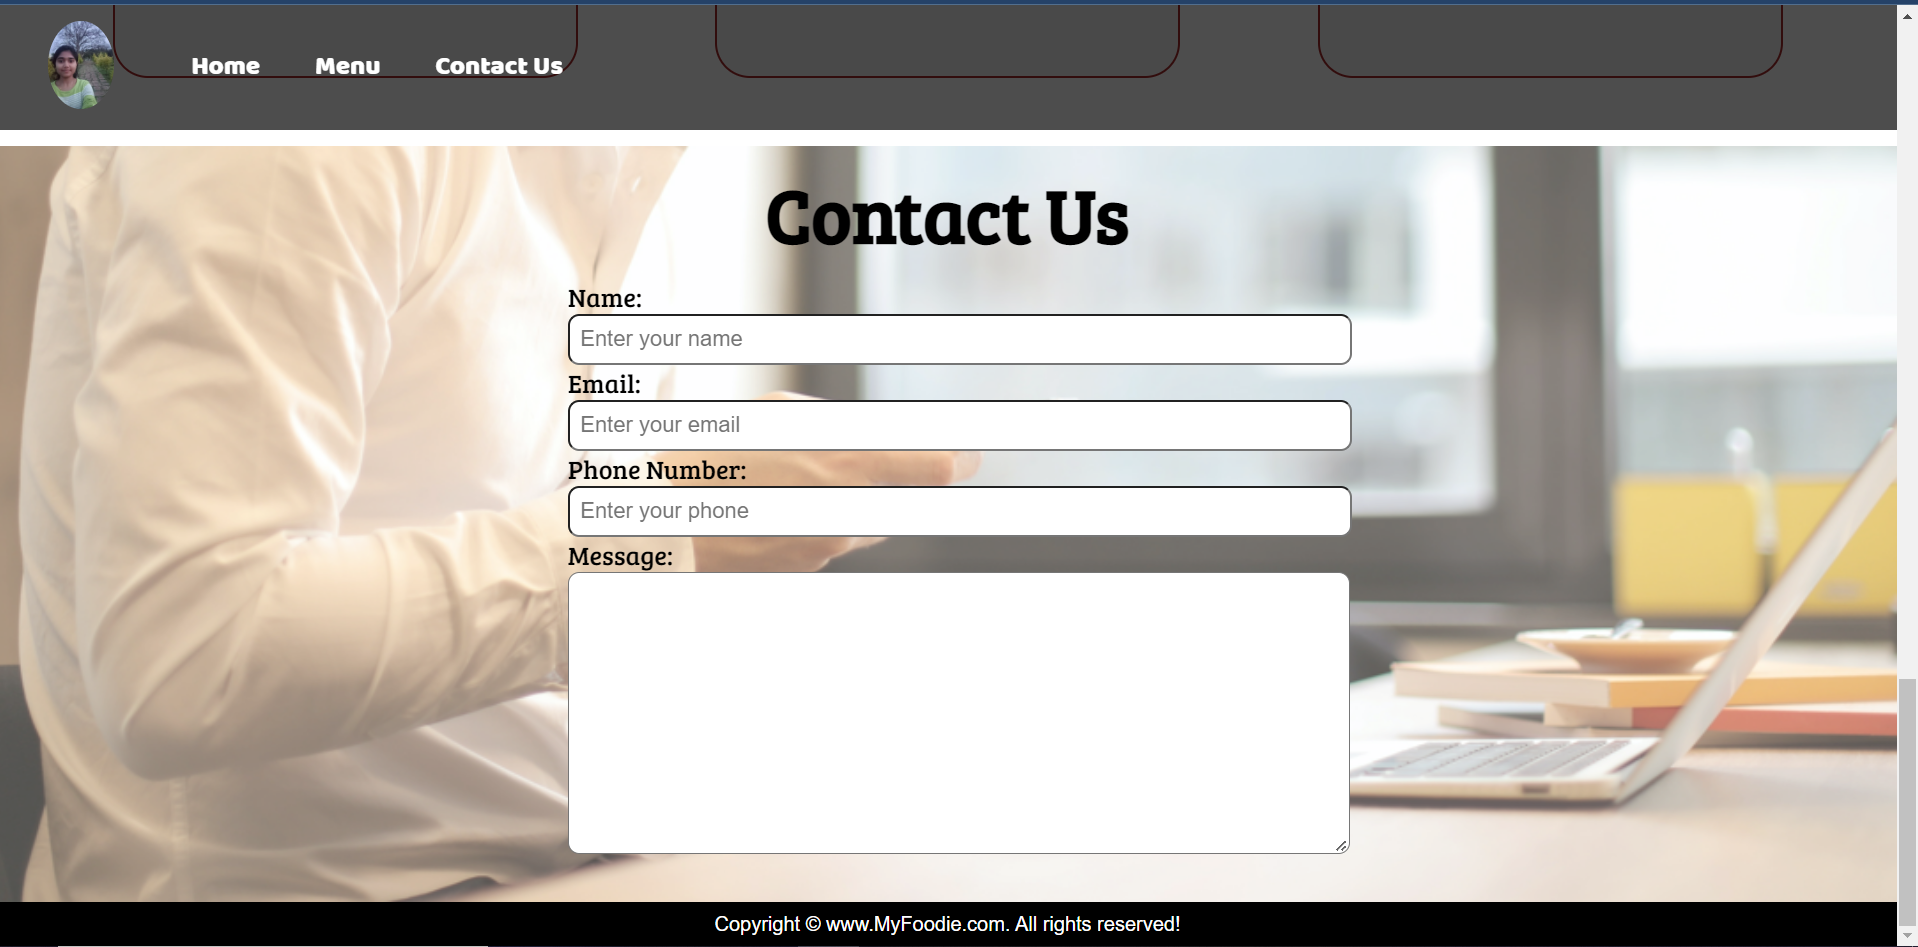 Home Menu Contact Us
Contact Us
Name:
Enter your name
Email:
Enter your email
Phone Number:
Enter your phone
Message:
Copyright © www.MyFoodie.com. All rights reserved!